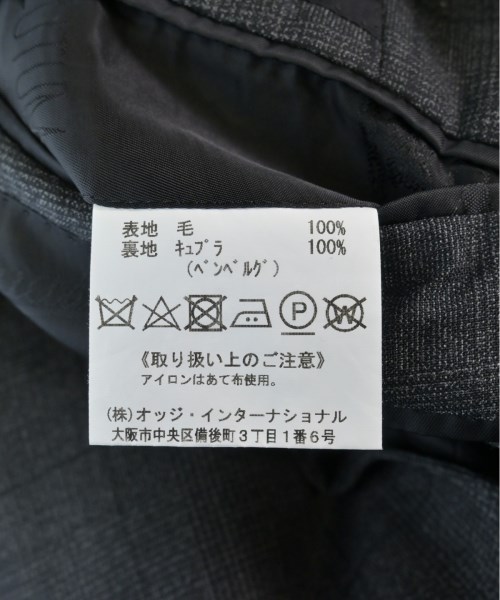 表地 毛 100%
裏地 ｷｭﾌﾟﾗ 100%
(ﾍﾞﾝﾍﾞﾙｸﾞ)
P W
《取り扱い上のご注意》
アイロンはあて布使用。
(株)オッジ・インターナショナル
大阪市中央区備後町3丁目1番6号